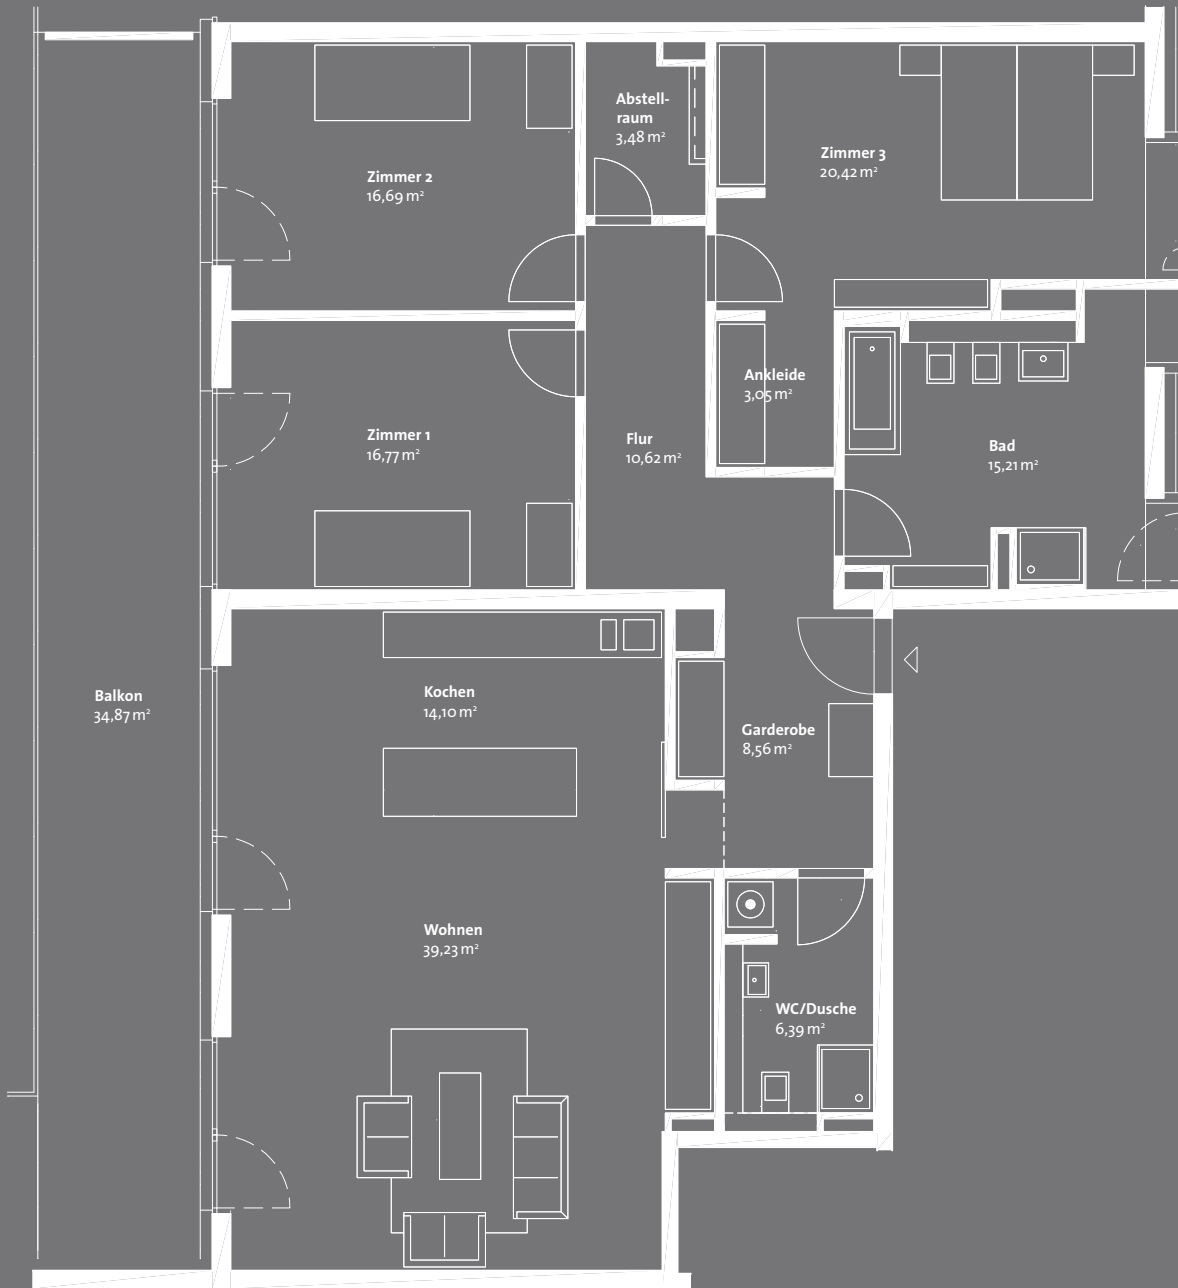 Abstell-
raum
3,48 m²
Zimmer 3
20,42 m²
Zimmer 2
16,69 m²
Ankleide
3,05 m²
Zimmer 1
16,77 m²
Flur
10,62 m²
Bad
15,21 m²
Balkon
34,87 m²
Kochen
14,10 m²
Garderobe
8,56 m²
Wohnen
39,23 m²
WC/Dusche
6,39 m²